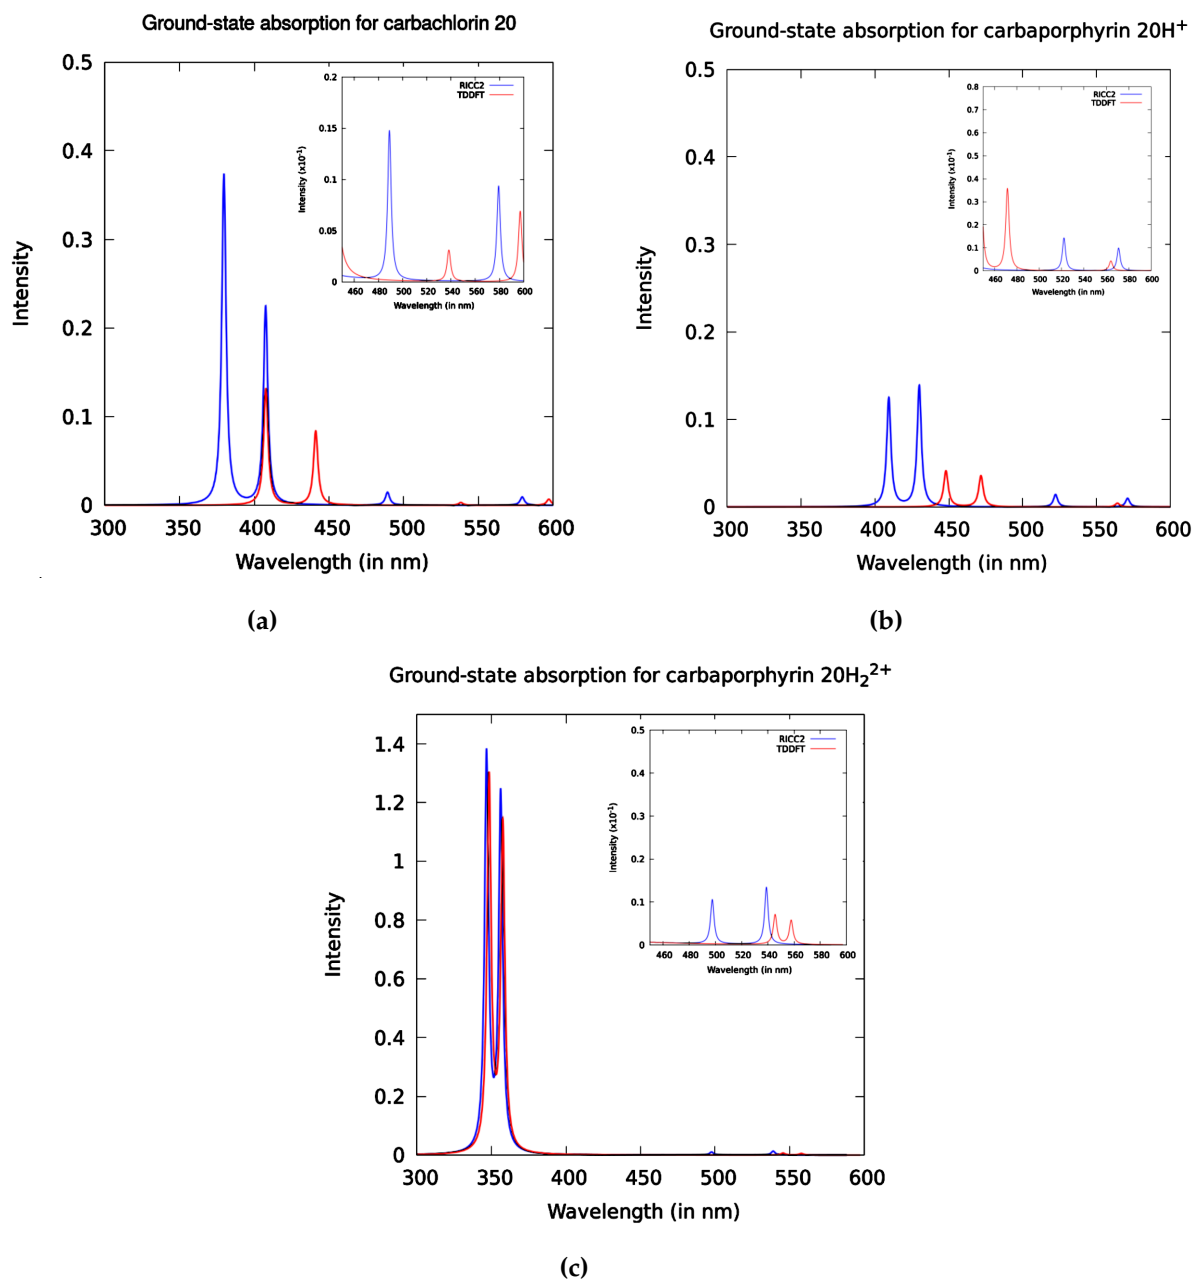 Ground-state absorption for carbachlorin 20
0.5
0.4
0.3
0.2
0.1
0
Intensity
300 350 400 450 500 550 600
Wavelength (in nm)
0.2
0.15
0.1
0.05
0
Intensity (x10-1)
RICC2
TDDFT
460 480 500 520 540 560 580 600
Wavelength (in nm)
(a)
Ground-state absorption for carbaporphyrin 20H+
0.5
0.4
0.3
0.2
0.1
0
Intensity
300 350 400 450 500 550 600
Wavelength (in nm)
0.8
0.7
0.6
0.5
0.4
0.3
0.2
0.1
0
Intensity (x10-1)
RICC2
TDDFT
460 480 500 520 540 560 580 600
Wavelength (in nm)
(b)
Ground-state absorption for carbaporphyrin 20H22+
1.4
1.2
1
0.8
0.6
0.4
0.2
0
Intensity
300 350 400 450 500 550 600
Wavelength (in nm)
0.5
0.4
0.3
0.2
0.1
0
Intensity (x10-1)
RICC2
TDDFT
460 480 500 520 540 560 580 600
Wavelength (in nm)
(c)